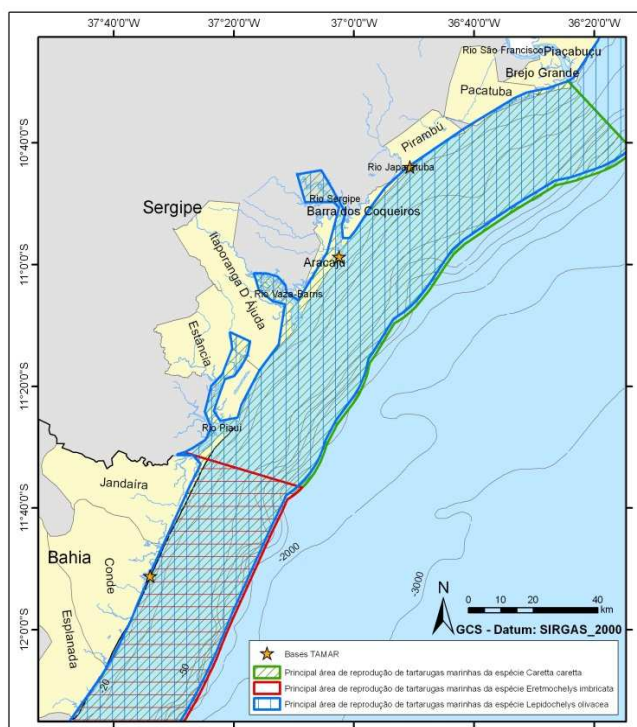 37°40'0"W 37°20'0"W 37°0'0"W 36°40'0"W 36°20'0"W
Rio São Francisco
Piaçabuçu
Brejo Grande
Pacatuba
Pirambú
10°40'0"S
Rio Japaratuba
Rio Sergipe
Sergipe
Barra dos Coqueiros
Itaporanga D'Ájuda
11°0'0"S
Aracaju
Rio Vaza-Barris
Estância
11°20'0"S
Rio Piauí
Jandaíra
11°40'0"S
-2000
Bahia
Conde
-3000
Esplanada
N
0 20 40
km
GCS - Datum: SIRGAS_2000
12°0'0"S
-20
-50
Bases TAMAR
Principal área de reprodução de tartarugas marinhas da espécie Caretta caretta
Principal área de reprodução de tartarugas marinhas da espécie Eretmochelys imbricata
Principal área de reprodução de tartarugas marinhas da espécie Lepidochelys olivacea